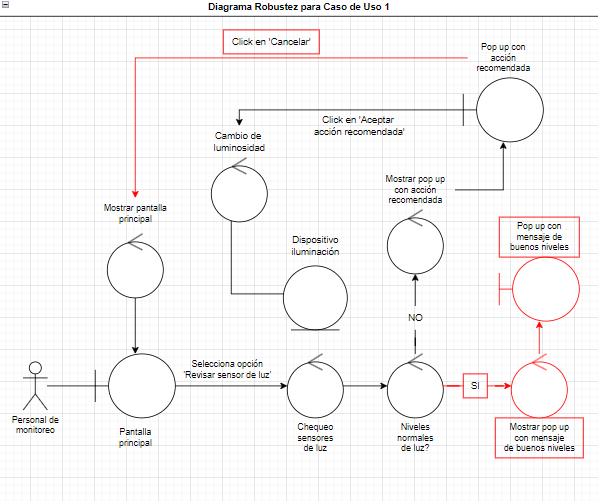 Diagrama Robustez para Caso de Uso 1
Click en 'Cancelar'
Pop up con
acción
recomendada
Click en 'Aceptar
acción recomendada'
Cambio de
luminosidad
Mostrar pop up
con acción
recomendada
Mostrar pantalla
principal
Pop up con
mensaje de
buenos niveles
Dispositivo
iluminación
NO
Selecciona opción
'Revisar sensor de luz'
SI
Personal de
monitoreo
Pantalla
principal
Chequeo
sensores
de luz
Niveles
normales
de luz?
Mostrar pop up
con mensaje
de buenos niveles